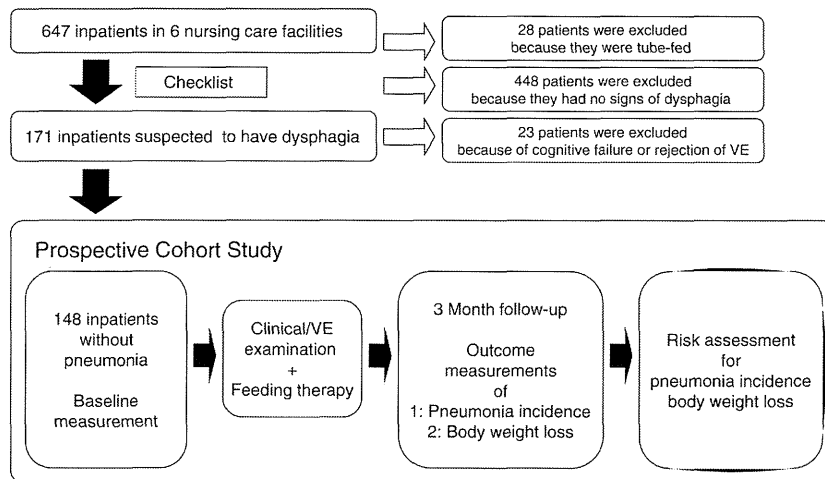 647 inpatients in 6 nursing care facilities
28 patients were excluded
because they were tube-fed
Checklist
448 patients were excluded
because they had no signs of dysphagia
171 inpatients suspected to have dysphagia
23 patients were excluded
because of cognitive failure or rejection of VE
Prospective Cohort Study
148 inpatients
without
pneumonia
Baseline
measurement
Clinical/VE
examination
+
Feeding therapy
3 Month follow-up
Outcome
measurements
of
1: Pneumonia incidence
2: Body weight loss
Risk assessment
for
pneumonia incidence
body weight loss